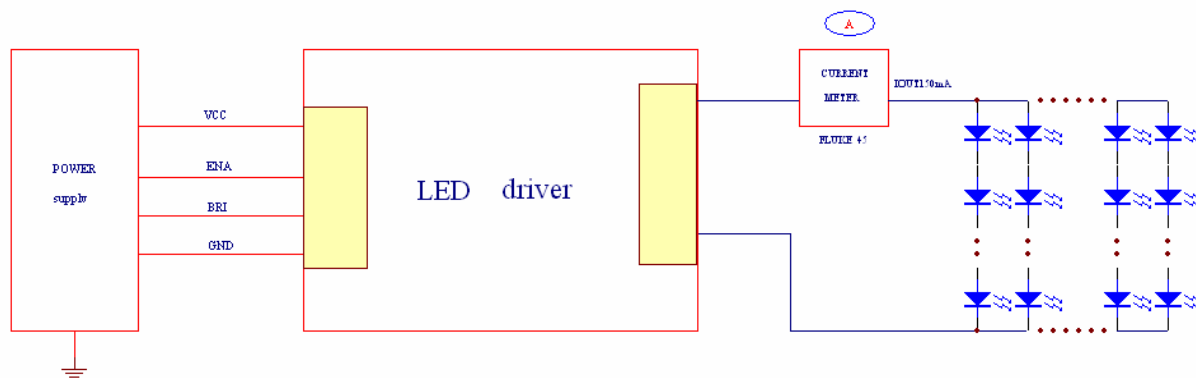 A
CURRENT
METER
IOUT150mA
FLUKE 45
VCC
ENA
BRI
GND
POWER
supply
LED driver